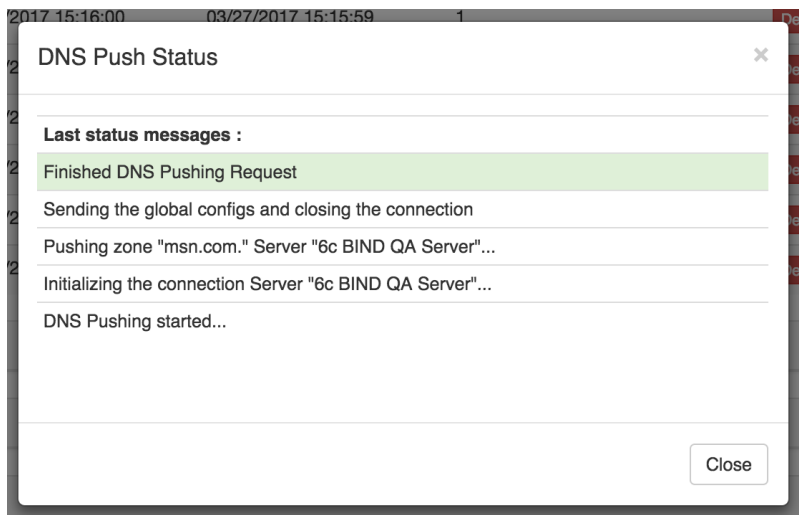 /2017 15:16:00 03/27/2017 15:15:59 1 De
DNS Push Status ×
Last status messages :
Finished DNS Pushing Request
Sending the global configs and closing the connection
Pushing zone "msn.com." Server "6c BIND QA Server"...
Initializing the connection Server "6c BIND QA Server"...
DNS Pushing started...
Close